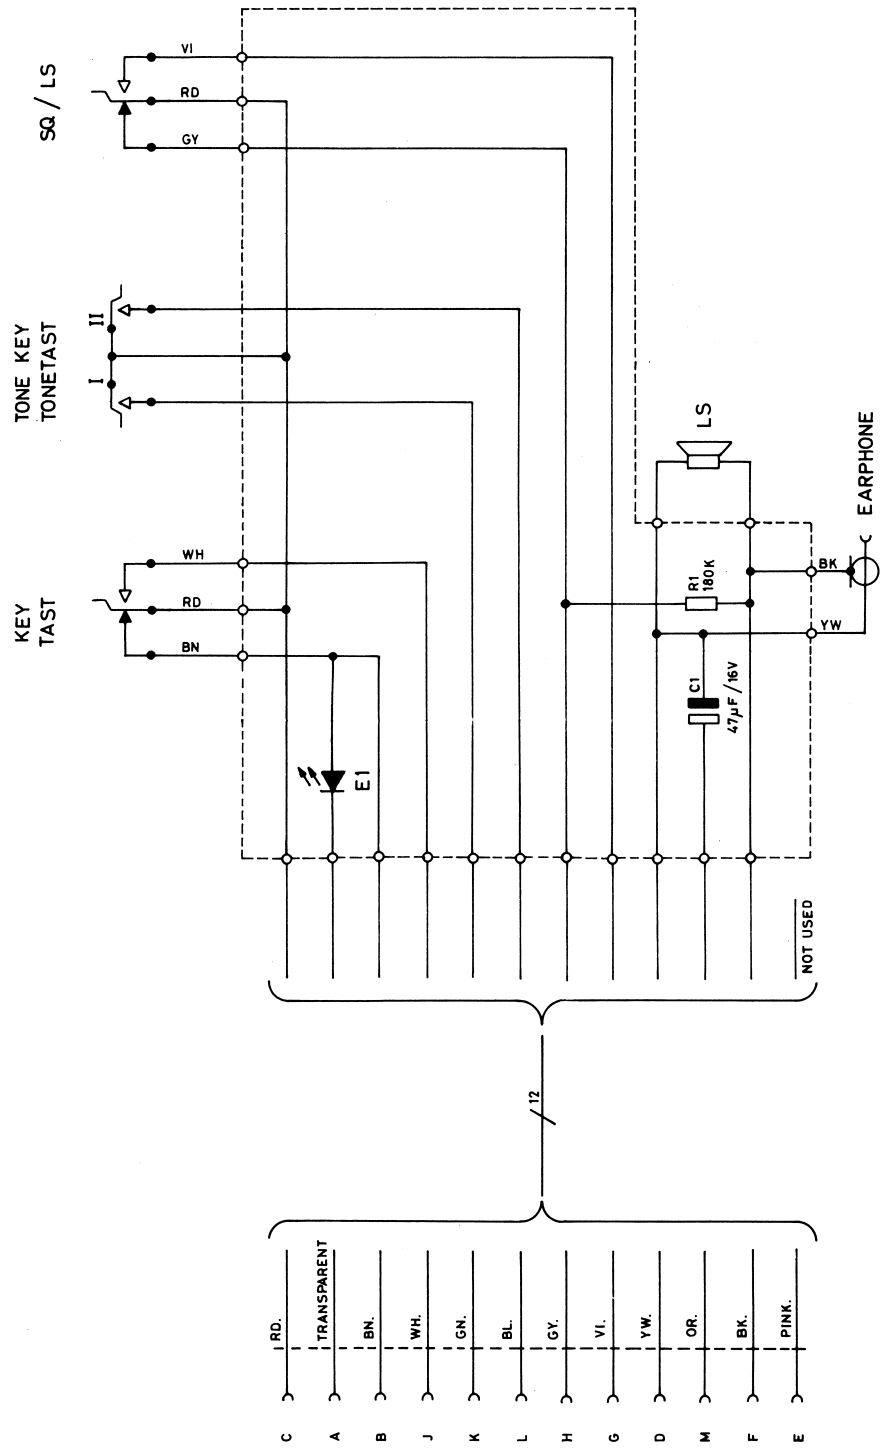 SQ / LS
VI
RD
GY
TONE KEY
TONETAST
I
II
KEY
TAST
WH
RD
BN
E1
LS
R1
180K
C1
47µF/16V
BK
YW
EARPHONE
NOT USED
12
RD.
TRANSPARENT
BN.
WH.
GN.
BL.
GY.
VI.
YW.
OR.
BK.
PINK.
C
A
B
J
K
L
H
G
D
M
F
E